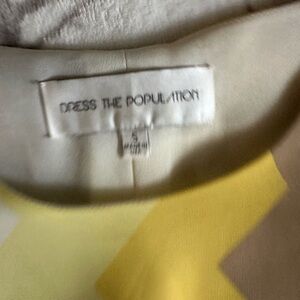 DRESS THE POPULATION
S